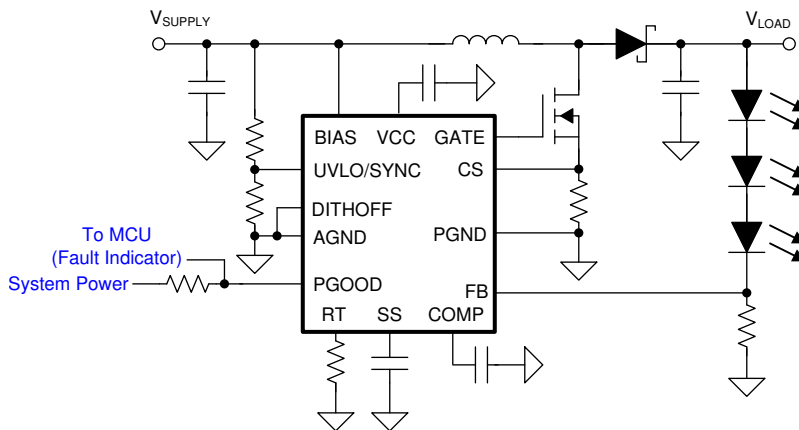 VSUPPLY
VLOAD
BIAS VCC GATE
UVLO/SYNC CS
DITHOFF
AGND PGND
To MCU
(Fault Indicator)
System Power
PGOOD FB
RT SS COMP